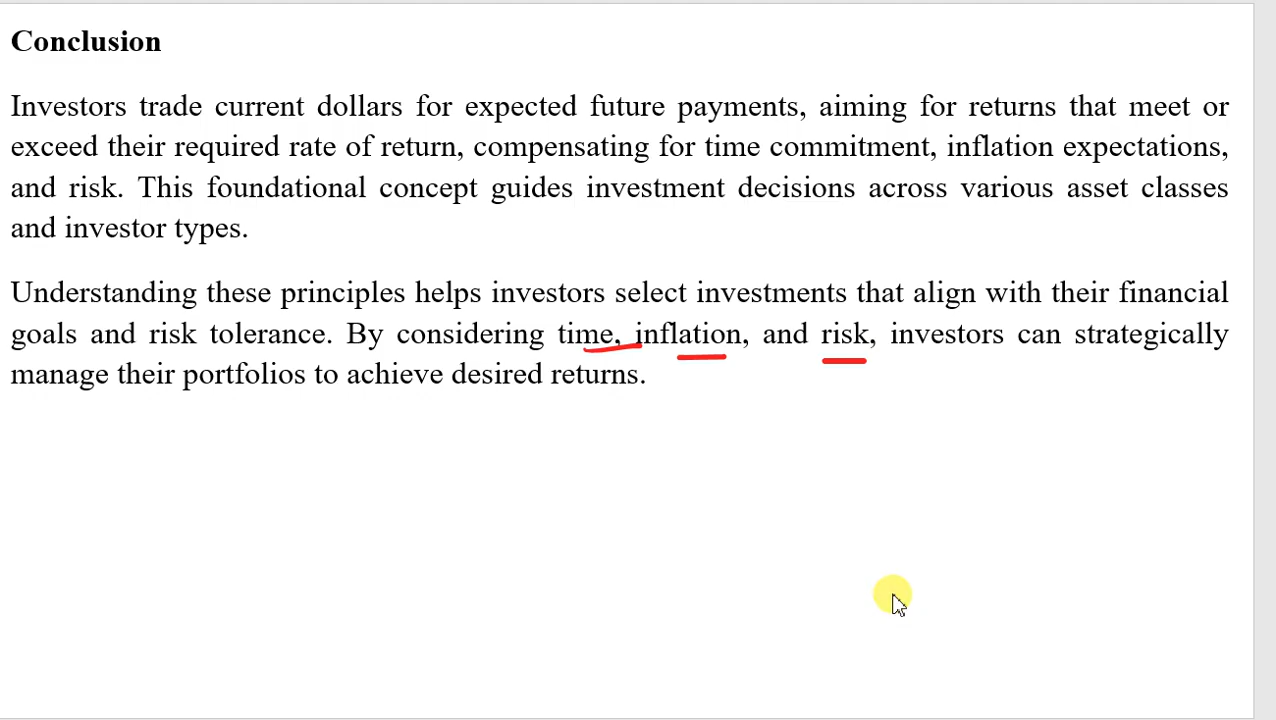 Conclusion
Investors trade current dollars for expected future payments, aiming for returns that meet or
exceed their required rate of return, compensating for time commitment, inflation expectations,
and risk. This foundational concept guides investment decisions across various asset classes
and investor types.
Understanding these principles helps investors select investments that align with their financial
goals and risk tolerance. By considering time, inflation, and risk, investors can strategically
manage their portfolios to achieve desired returns.